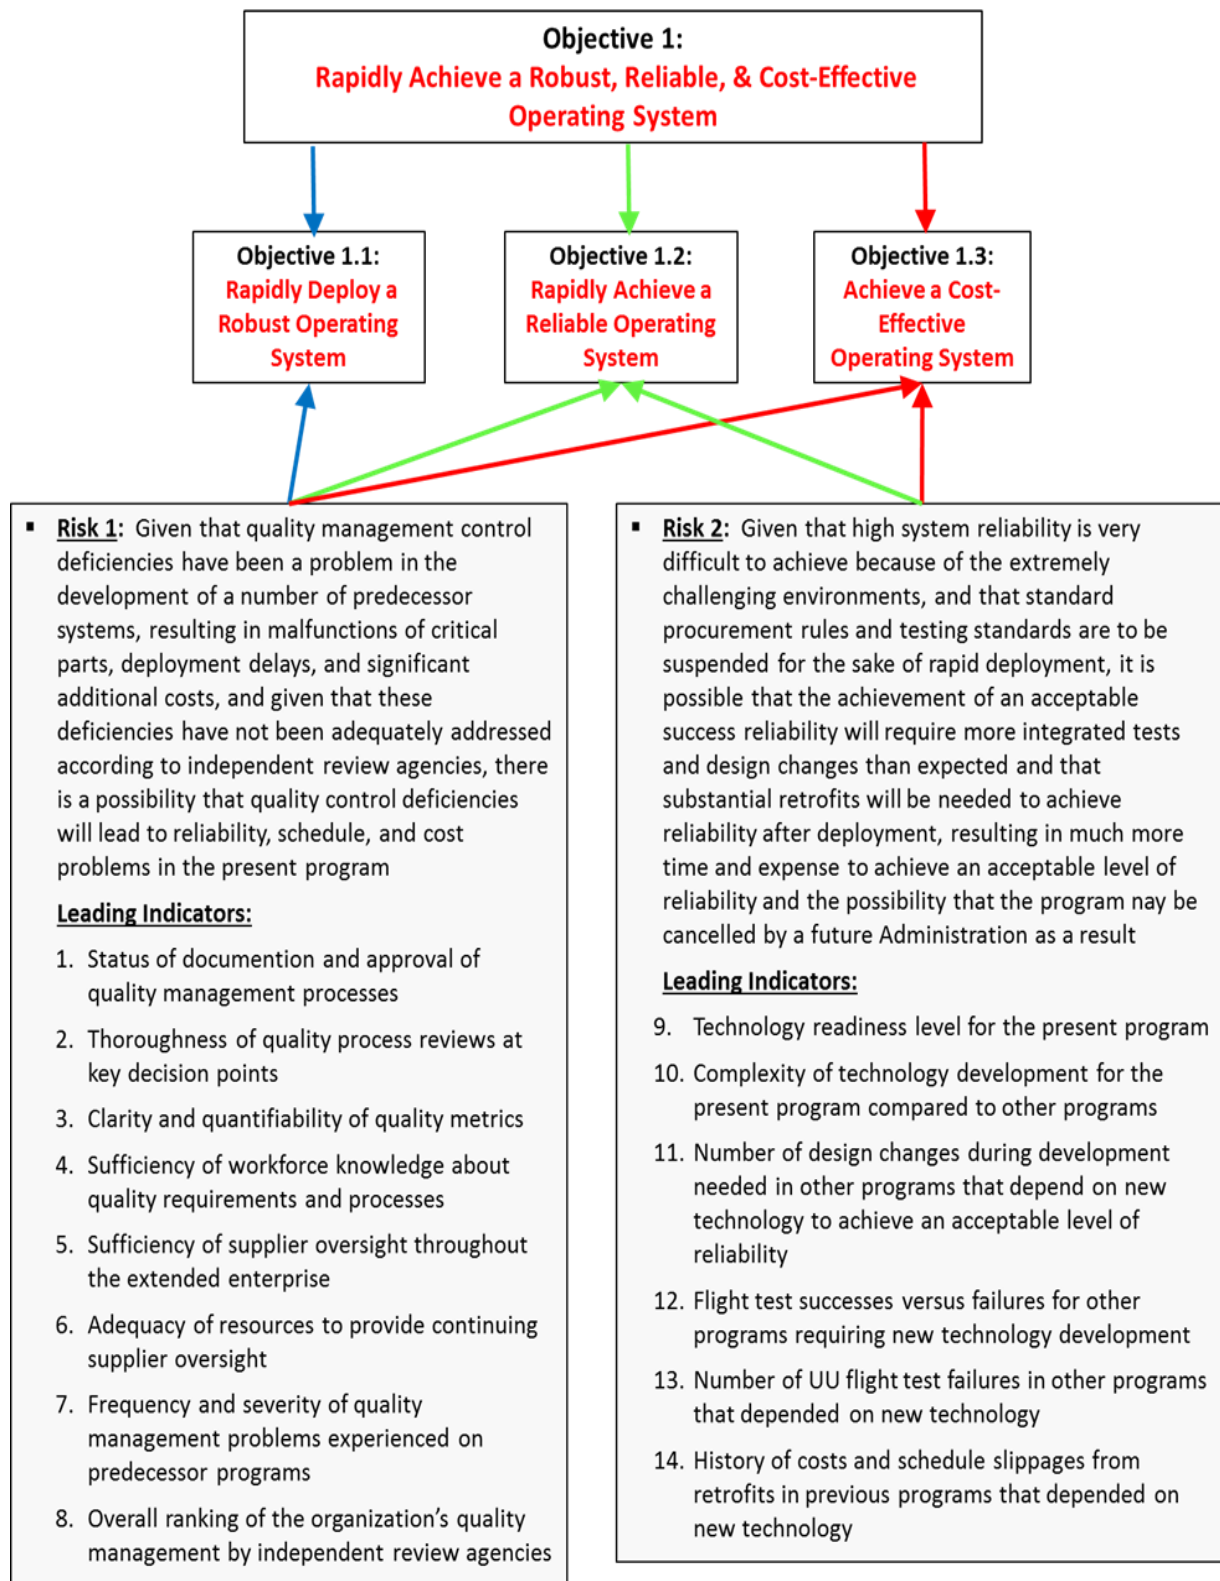 Objective 1:
Rapidly Achieve a Robust, Reliable, & Cost-Effective
Operating System
Objective 1.1:
Rapidly Deploy a
Robust Operating
System
Objective 1.2:
Rapidly Achieve a
Reliable Operating
System
Objective 1.3:
Achieve a Cost-
Effective
Operating System
▪ Risk 1: Given that quality management control
deficiencies have been a problem in the
development of a number of predecessor
systems, resulting in malfunctions of critical
parts, deployment delays, and significant
additional costs, and given that these
deficiencies have not been adequately addressed
according to independent review agencies, there
is a possibility that quality control deficiencies
will lead to reliability, schedule, and cost
problems in the present program
Leading Indicators:
1. Status of documention and approval of
quality management processes
2. Thoroughness of quality process reviews at
key decision points
3. Clarity and quantifiability of quality metrics
4. Sufficiency of workforce knowledge about
quality requirements and processes
5. Sufficiency of supplier oversight throughout
the extended enterprise
6. Adequacy of resources to provide continuing
supplier oversight
7. Frequency and severity of quality
management problems experienced on
predecessor programs
8. Overall ranking of the organization's quality
management by independent review agencies
▪ Risk 2: Given that high system reliability is very
difficult to achieve because of the extremely
challenging environments, and that standard
procurement rules and testing standards are to be
suspended for the sake of rapid deployment, it is
possible that the achievement of an acceptable
success reliability will require more integrated tests
and design changes than expected and that
substantial retrofits will be needed to achieve
reliability after deployment, resulting in much more
time and expense to achieve an acceptable level of
reliability and the possibility that the program nay be
cancelled by a future Administration as a result
Leading Indicators:
9. Technology readiness level for the present program
10. Complexity of technology development for the
present program compared to other programs
11. Number of design changes during development
needed in other programs that depend on new
technology to achieve an acceptable level of
reliability
12. Flight test successes versus failures for other
programs requiring new technology development
13. Number of UU flight test failures in other programs
that depended on new technology
14. History of costs and schedule slippages from
retrofits in previous programs that depended on
new technology